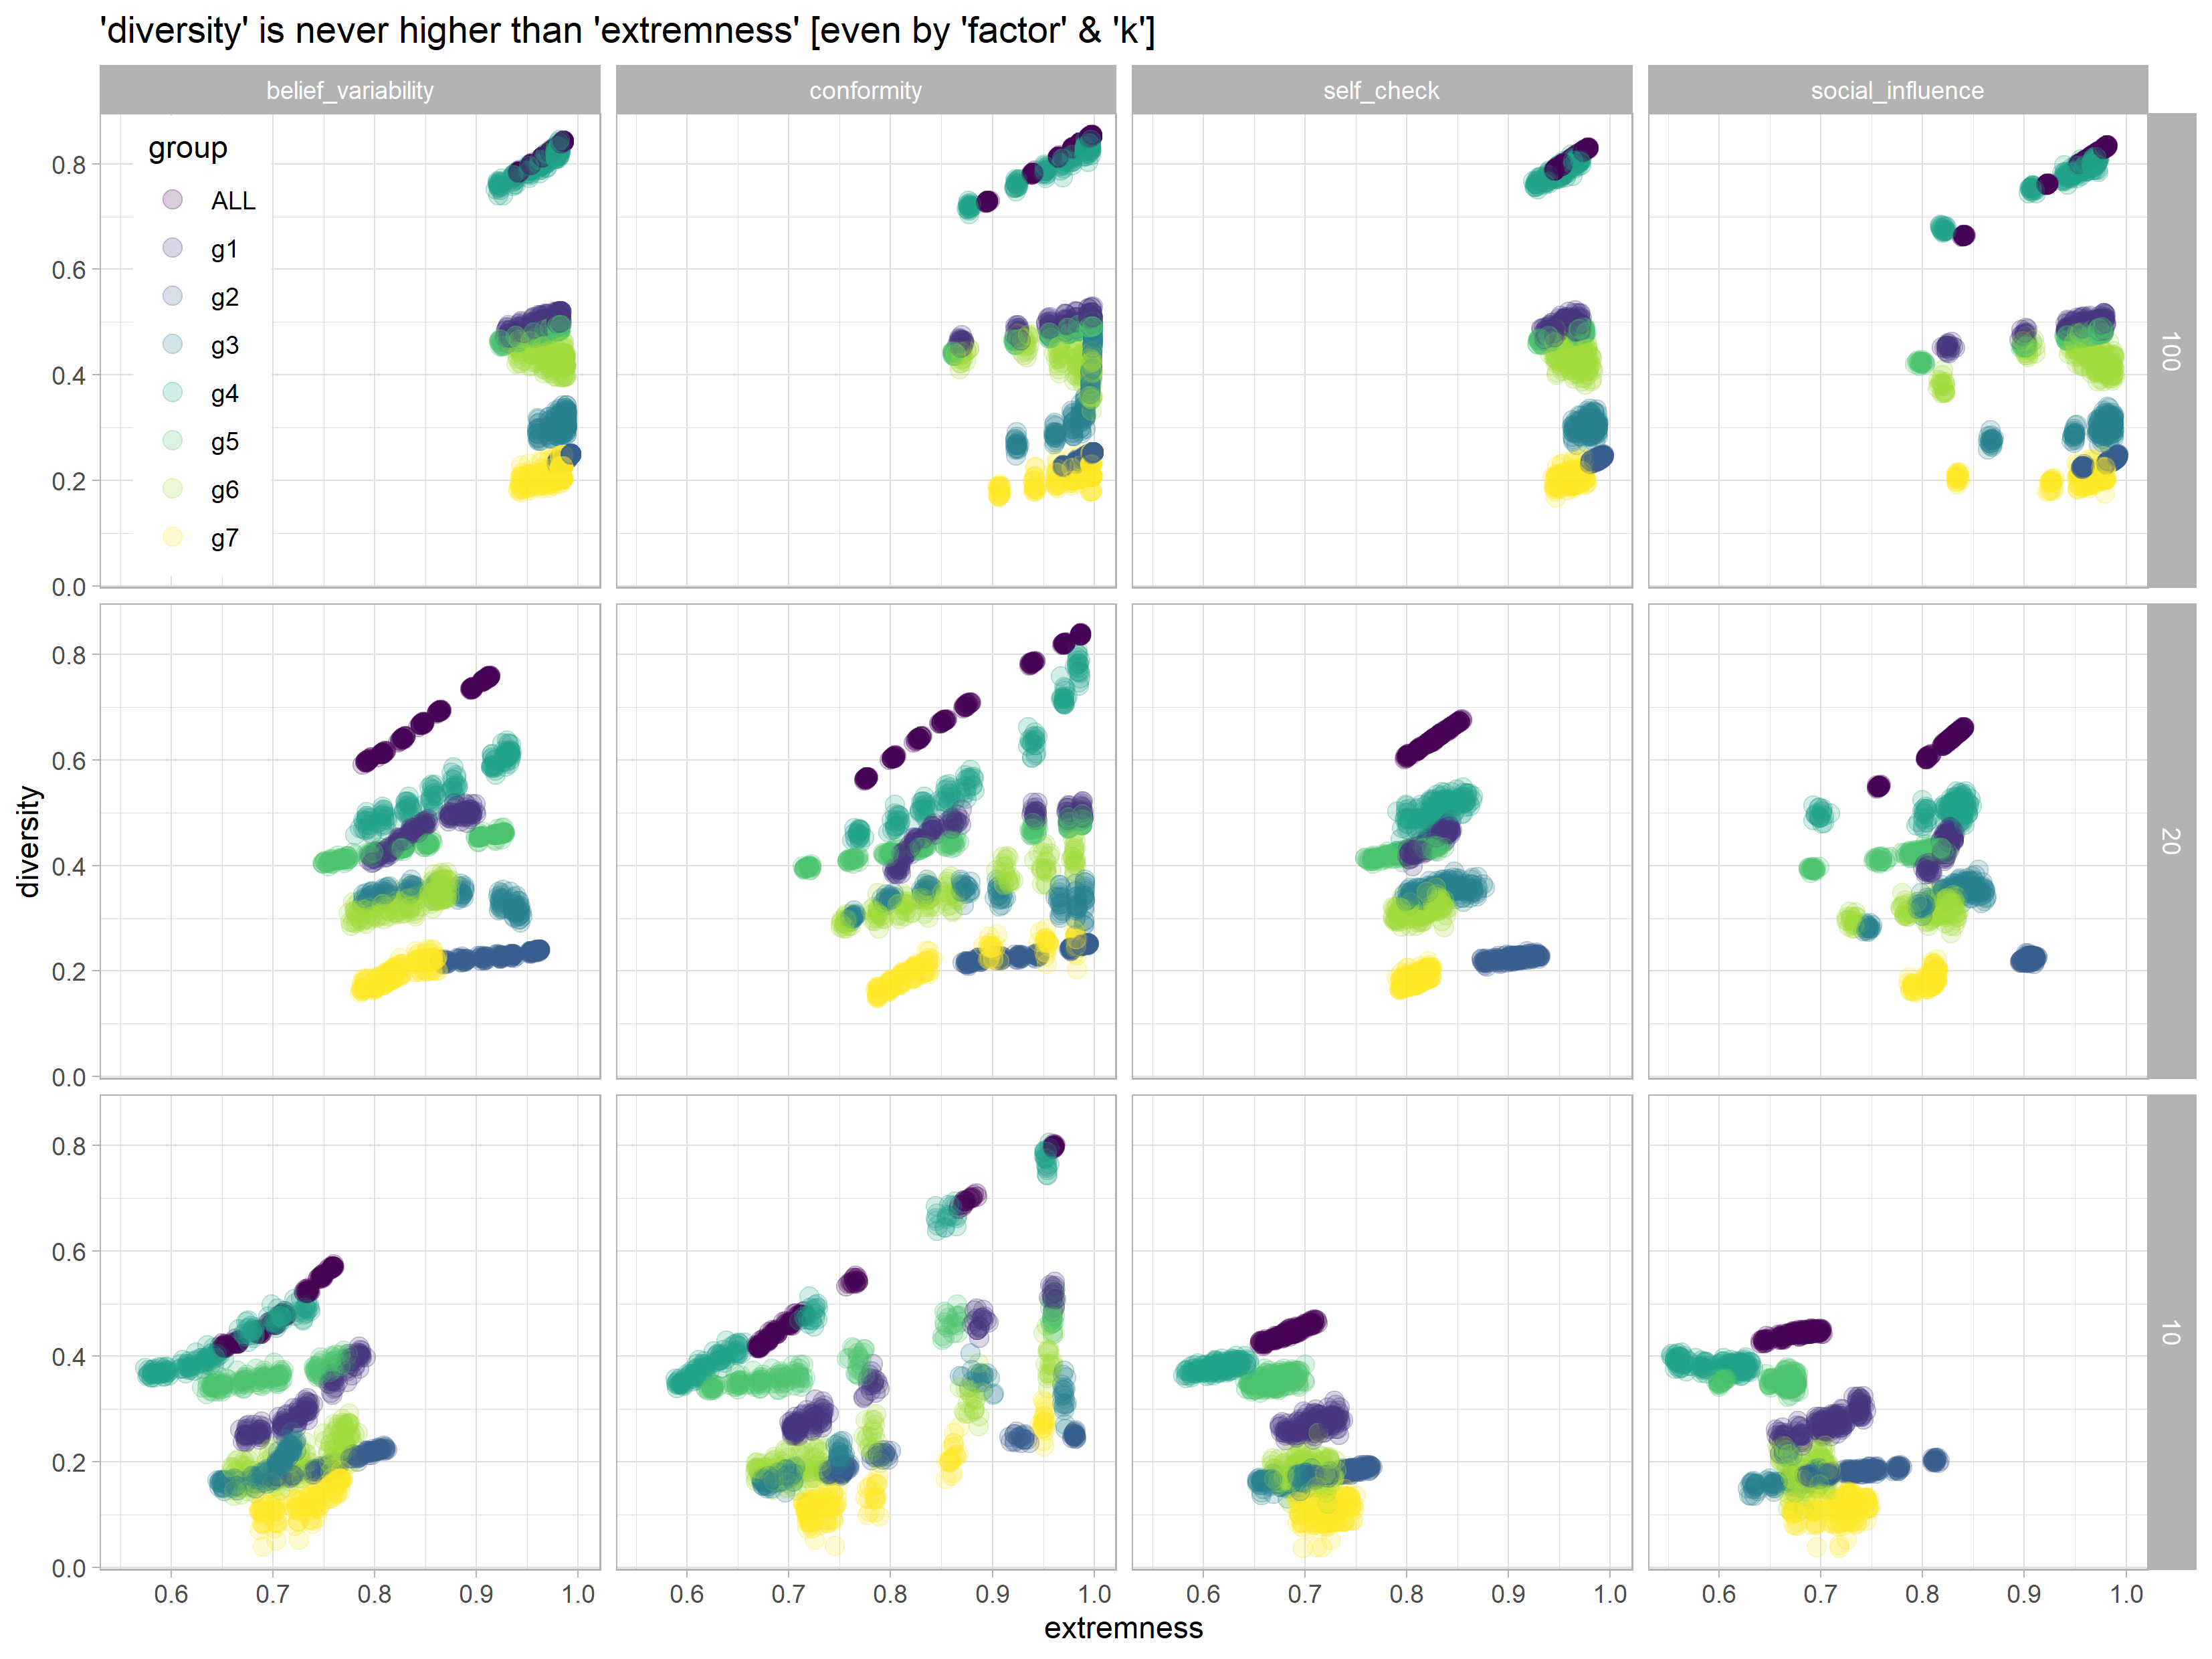 'diversity' is never higher than 'extremness' [even by 'factor' & 'k']
belief_variability
conformity
self_check
social_influence
group
ALL
g1
g2
g3
g4
g5
g6
g7
0.8
0.6
0.4
0.2
0.0
100
0.8
0.6
0.4
0.2
0.0
20
diversity
0.8
0.6
0.4
0.2
0.0
10
0.6 0.7 0.8 0.9 1.0
0.6 0.7 0.8 0.9 1.0
0.6 0.7 0.8 0.9 1.0
0.6 0.7 0.8 0.9 1.0
extremness